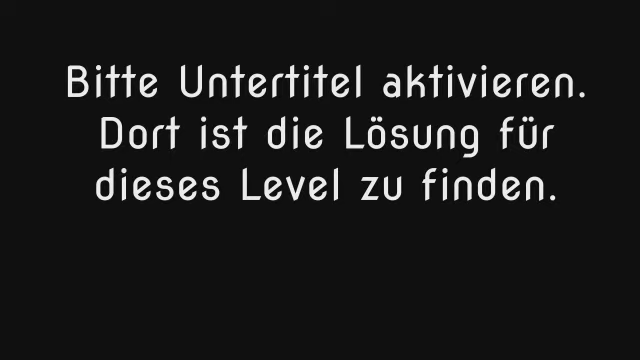 Bitte Untertitel aktivieren.
Dort ist die Lösung für
dieses Level zu finden.